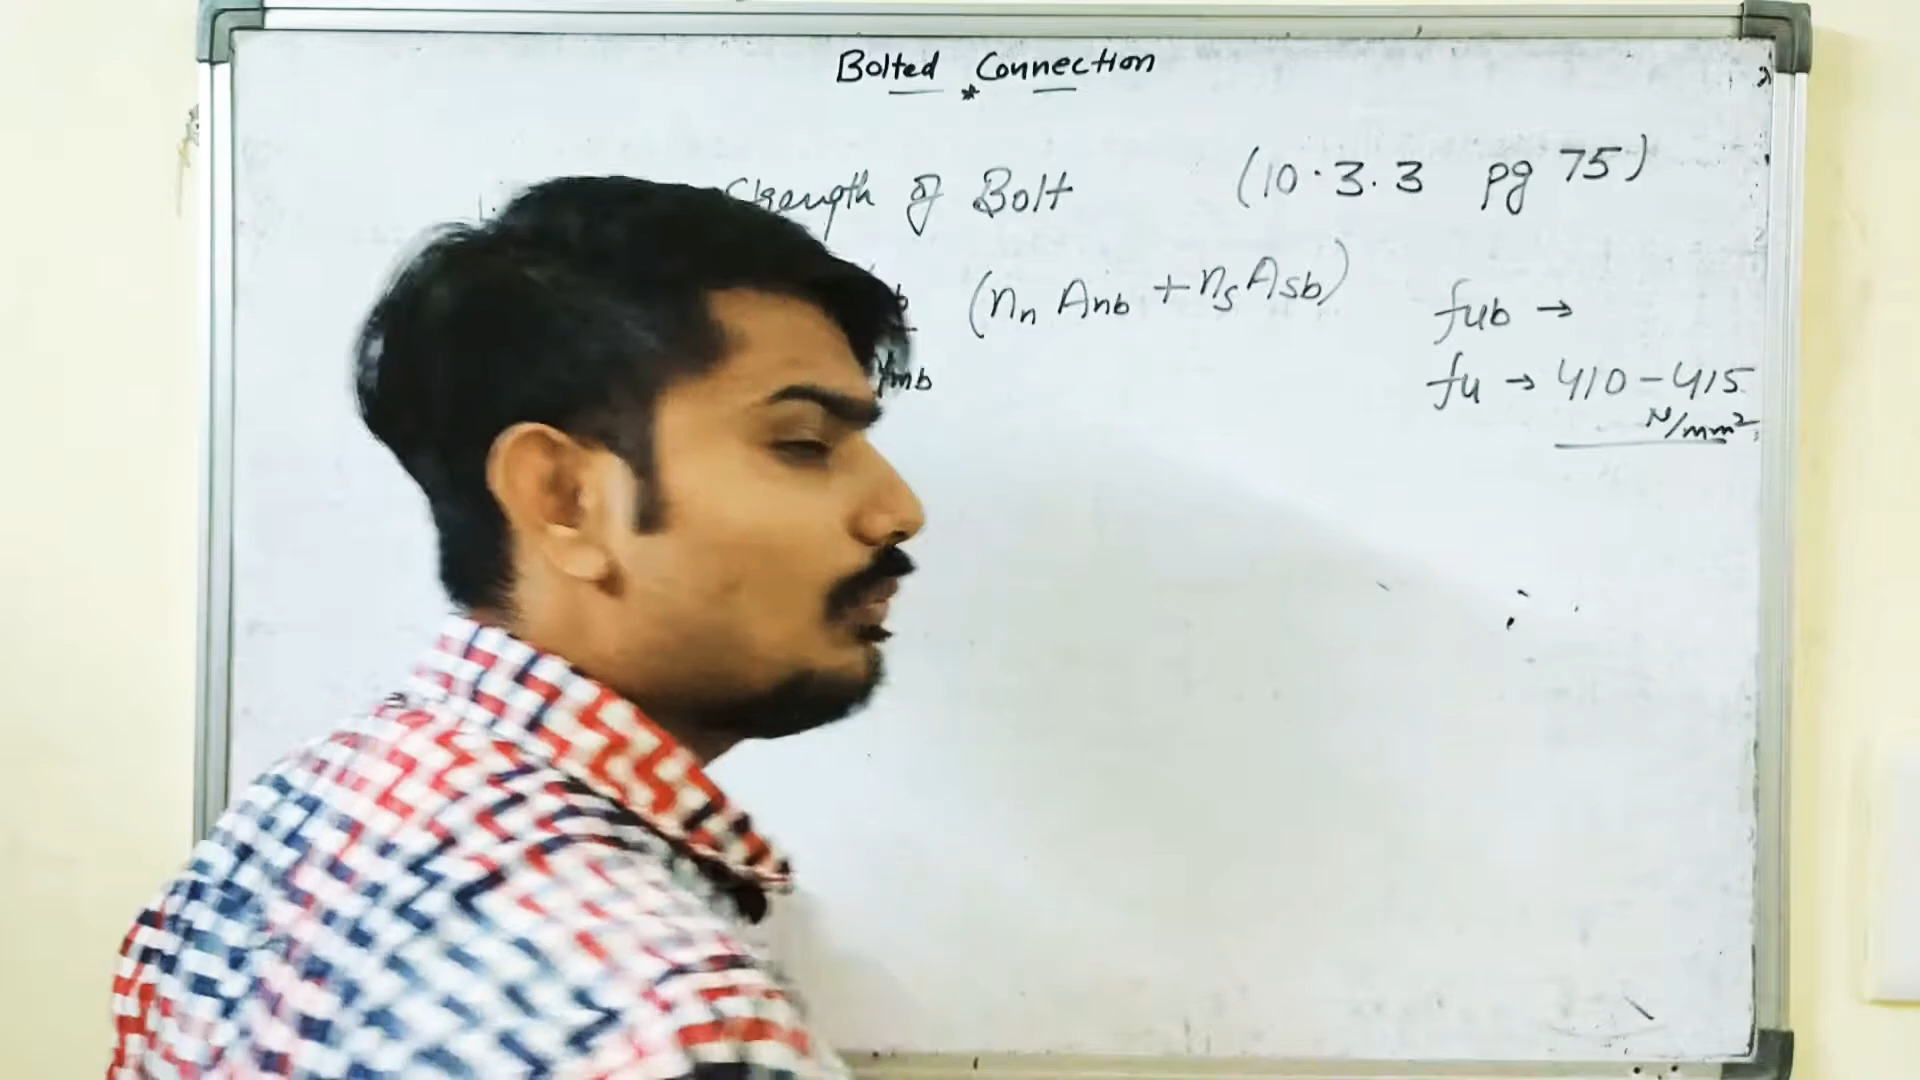 Bolted Connection
Strength of Bolt (10.3.3 pg 75)
(nn Anb + ns Asb) fub →
γmb fu → 410-415
N/mm²